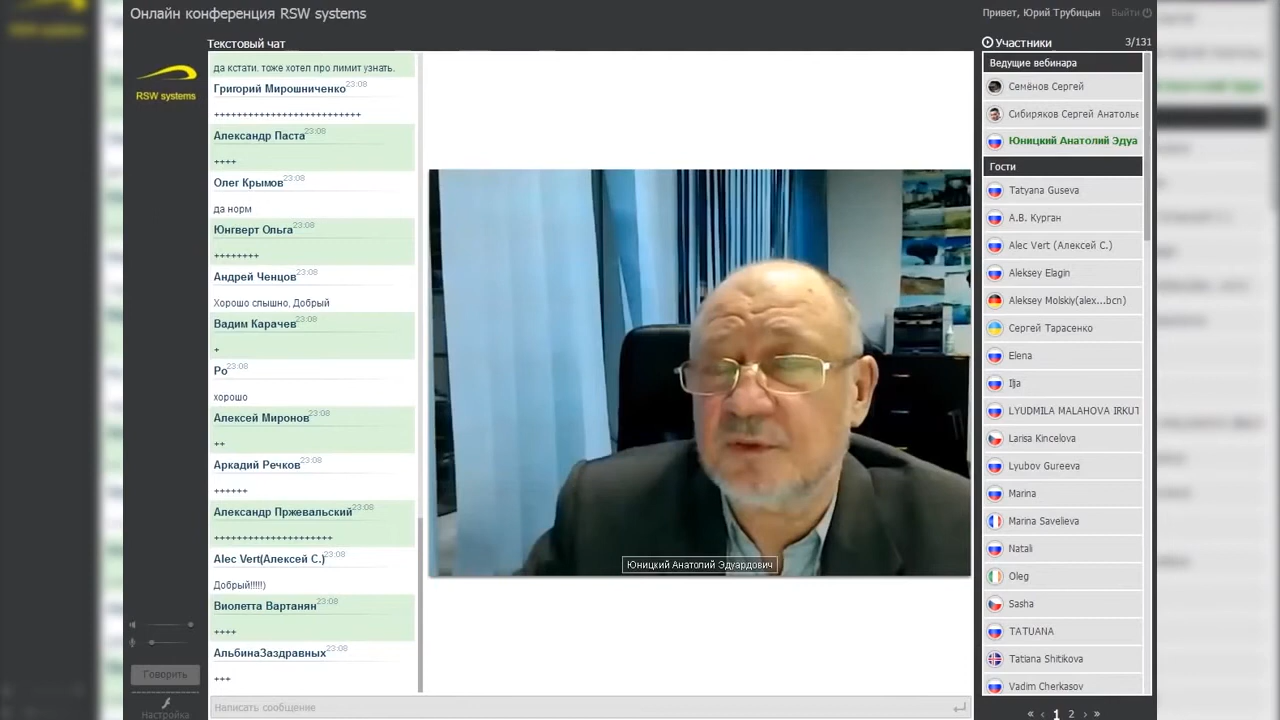 Онлайн конференция RSW systems
Привет, Юрий Трубицын Выйти
RSW systems
Говорить
Настройка
Текстовый чат
да кстати. тоже хотел про лимит узнать.
Григорий Мирошниченко 23:08
++++++++++++++++++++++++++
Александр Паста 23:08
++++
Олег Крымов 23:08
да норм
Юнгверт Ольга 23:08
++++++++
Андрей Ченцов 23:08
Хорошо слышно, Добрый
Вадим Карачев 23:08
+
Ро 23:08
хорошо
Алексей Миронов 23:08
++
Аркадий Речков 23:08
++++++
Александр Пржевальский 23:08
+++++++++++++++++++++
Alec Vert(Алексей С.) 23:08
Добрый!!!!!)
Виолетта Вартанян 23:08
++++
АльбинаЗаздравных 23:08
+++
Написать сообщение
Юницкий Анатолий Эдуардович
Участники 3/131
Ведущие вебинара
Семёнов Сергей
Сибиряков Сергей Анатолье
Юницкий Анатолий Эдуа
Гости
Tatyana Guseva
А.В. Курган
Alec Vert (Алексей С.)
Aleksey Elagin
Aleksey Molskiy(alex...bcn)
Сергей Тарасенко
Elena
Ilja
LYUDMILA MALAHOVA IRKUT
Larisa Kincelova
Lyubov Gureeva
Marina
Marina Savelieva
Natali
Oleg
Sasha
TATUANA
Tatiana Shitikova
Vadim Cherkasov
« ‹ 1 2 › »